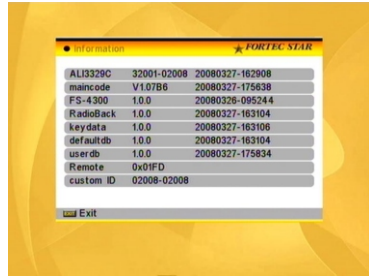 Information
FORTEC STAR
ALI3329C 32001-02008 20080327-162908
maincode V1.07B6 20080327-175638
FS-4300 1.0.0 20080326-095244
RadioBack 1.0.0 20080327-163104
keydata 1.0.0 20080327-163106
defaultdb 1.0.0 20080327-163104
userdb 1.0.0 20080327-175834
Remote 0x01FD
custom ID 02008-02008
Exit